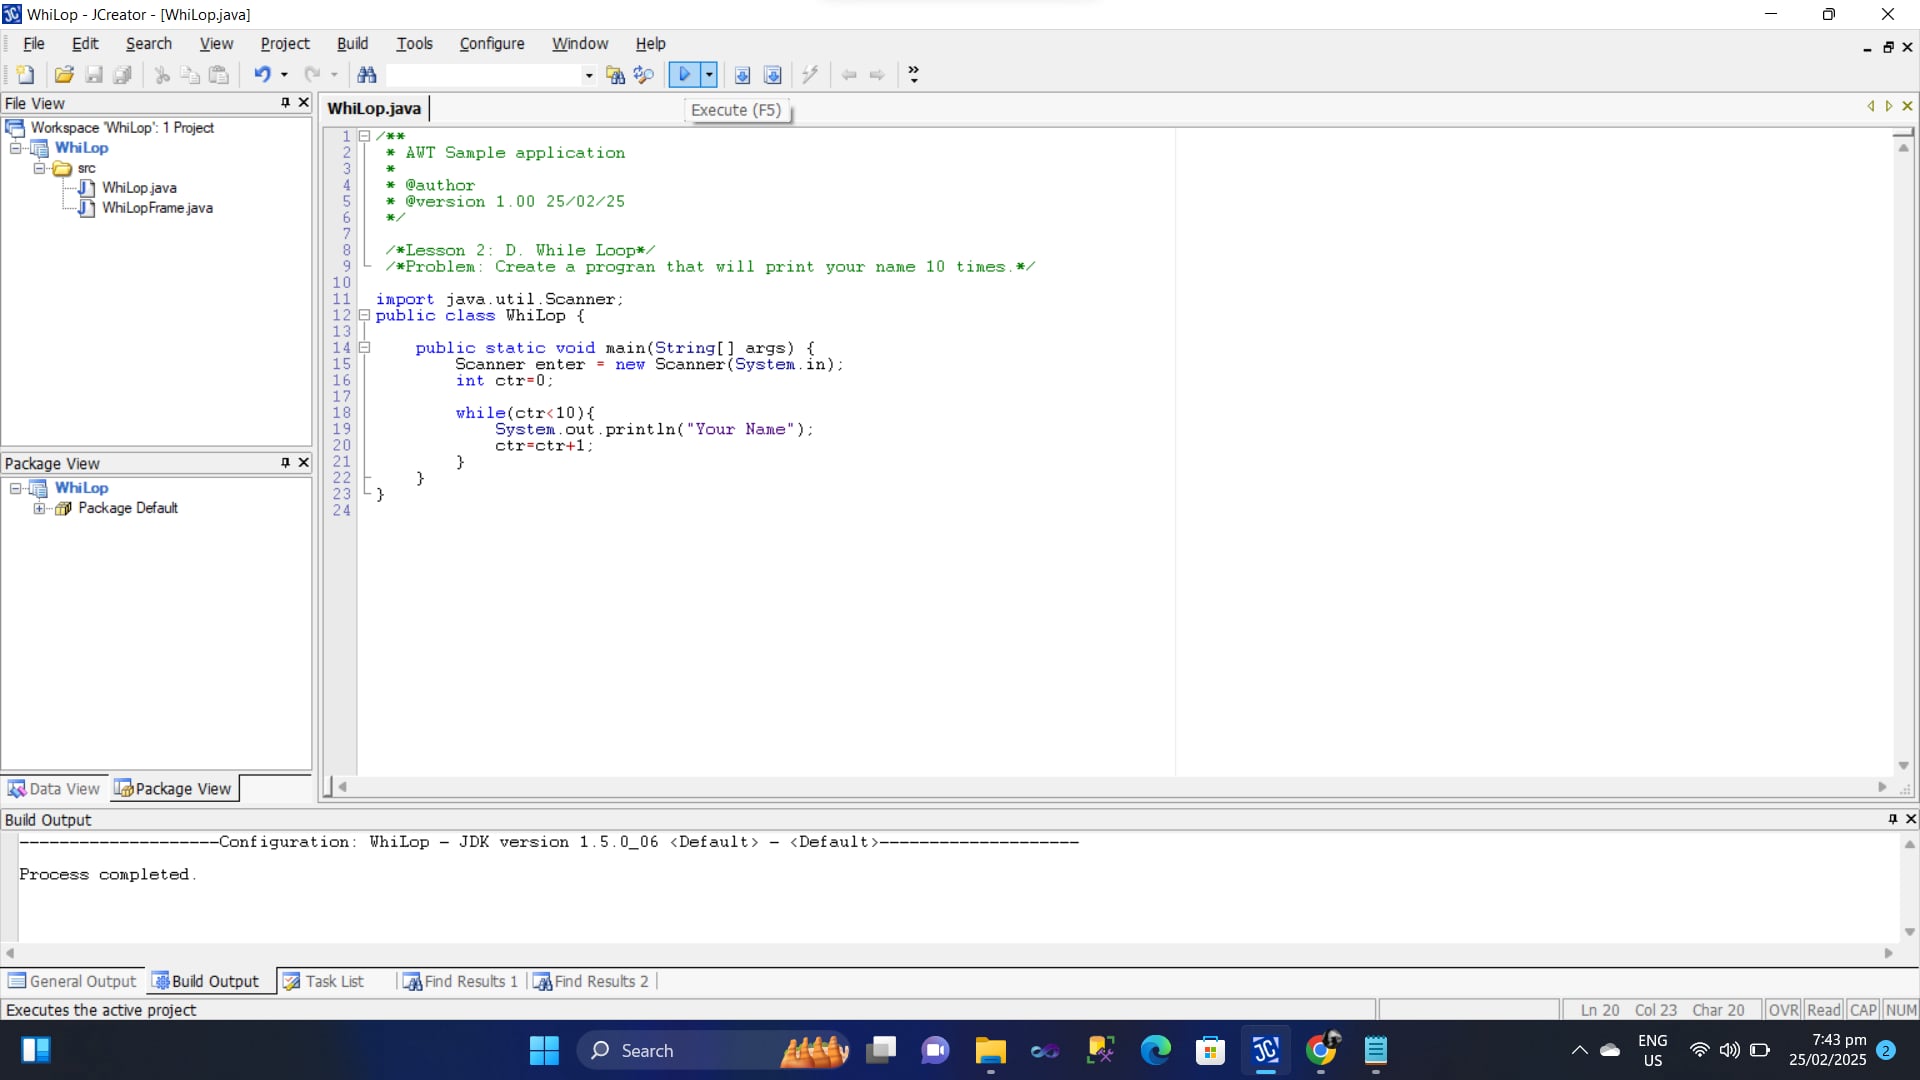 WhiLop - JCreator - [WhiLop.java]
File Edit Search View Project Build Tools Configure Window Help
File View
WhiLop.java
Execute (F5)
Workspace 'WhiLop': 1 Project
WhiLop
src
WhiLop.java
WhiLopFrame.java
1 /**
2 * AWT Sample application
3 *
4 * @author
5 * @version 1.00 25/02/25
6 */
7
8 /*Lesson 2: D. While Loop*/
9 /*Problem: Create a progran that will print your name 10 times.*/
10
11 import java.util.Scanner;
12 public class WhiLop {
13
14 public static void main(String[] args) {
15 Scanner enter = new Scanner(System.in);
16 int ctr=0;
17
18 while(ctr<10){
19 System.out.println("Your Name");
20 ctr=ctr+1;
21 }
22 }
23 }
24
Package View
WhiLop
Package Default
Data View Package View
Build Output
--------------------Configuration: WhiLop - JDK version 1.5.0_06 <Default> - <Default>--------------------
Process completed.
General Output Build Output Task List Find Results 1 Find Results 2
Executes the active project
Ln 20 Col 23 Char 20 OVR Read CAP NUM
Search
ENG
US
7:43 pm
25/02/2025
2